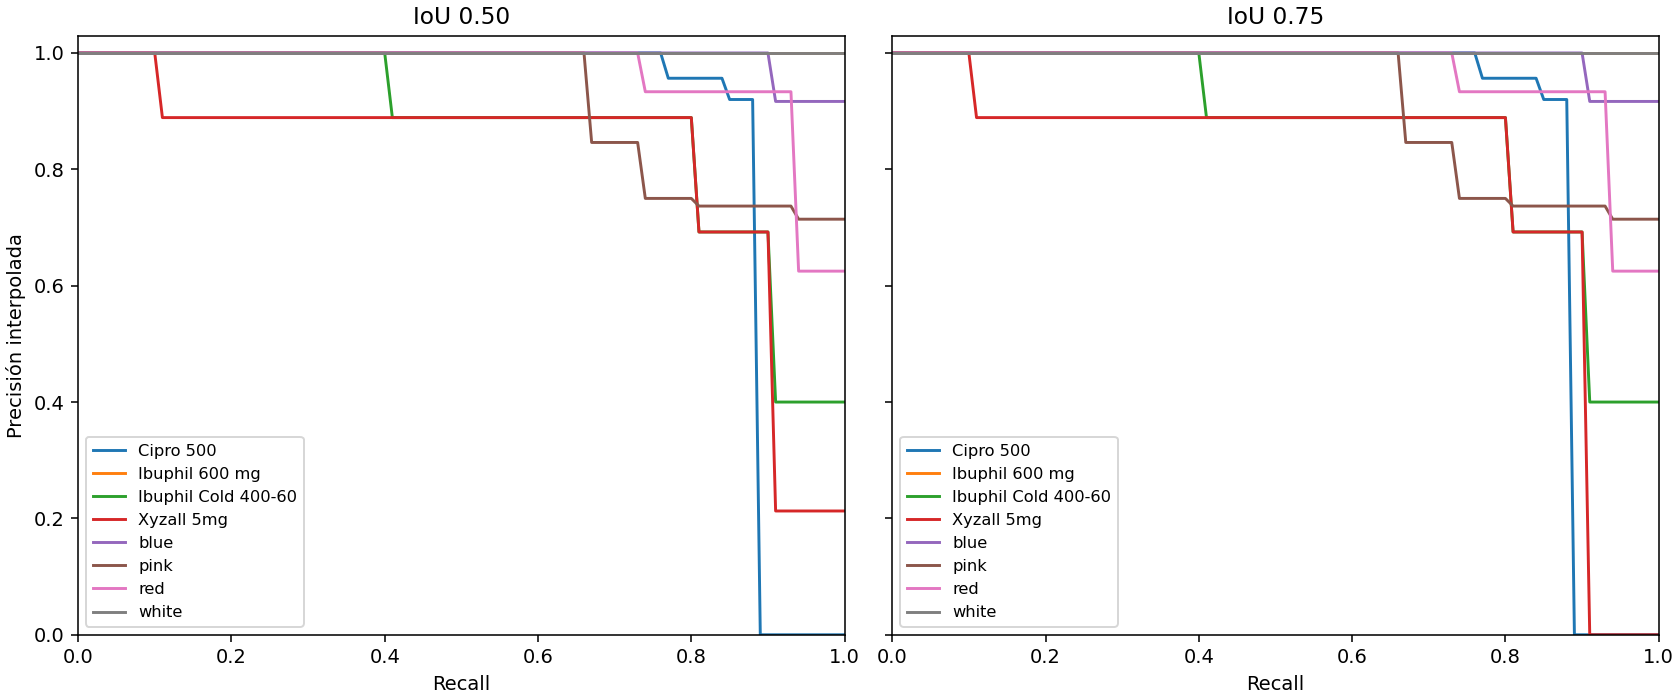 IoU 0.50
1.0
0.8
0.6
0.4
0.2
0.0
Precisión interpolada
Cipro 500
Ibuphil 600 mg
Ibuphil Cold 400-60
Xyzall 5mg
blue
pink
red
white
0.0 0.2 0.4 0.6 0.8 1.0
Recall
IoU 0.75
Cipro 500
Ibuphil 600 mg
Ibuphil Cold 400-60
Xyzall 5mg
blue
pink
red
white
0.0 0.2 0.4 0.6 0.8 1.0
Recall